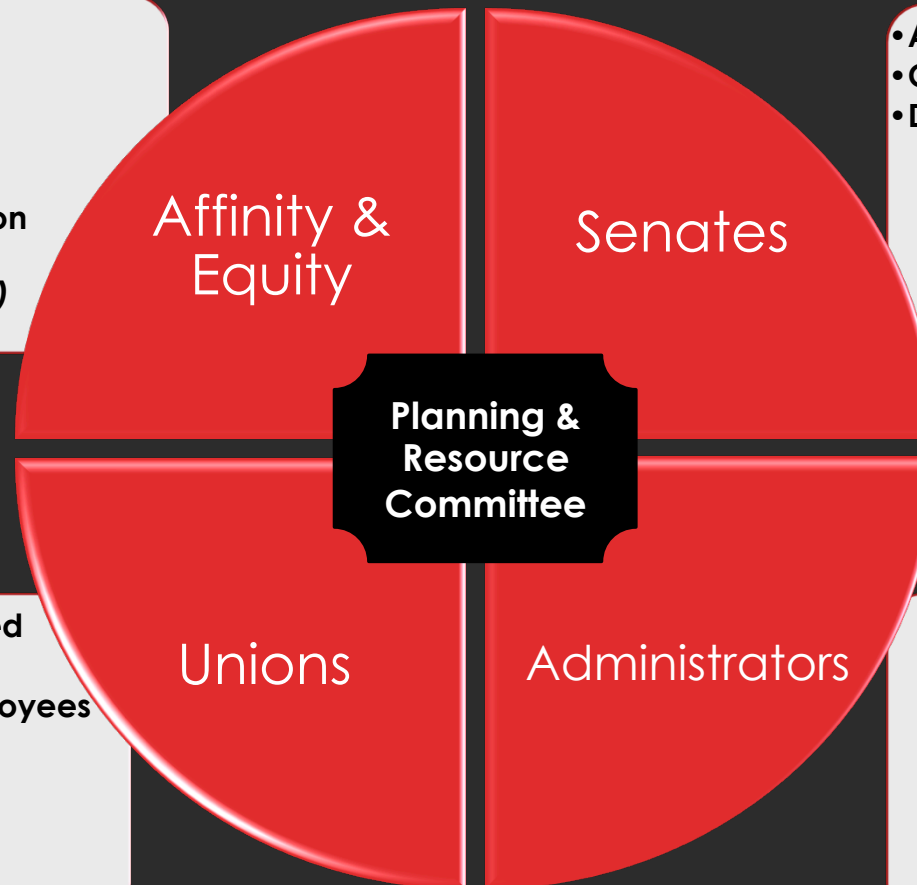 Affinity &
Equity
Senates
Planning &
Resource
Committee
Unions
Administrators